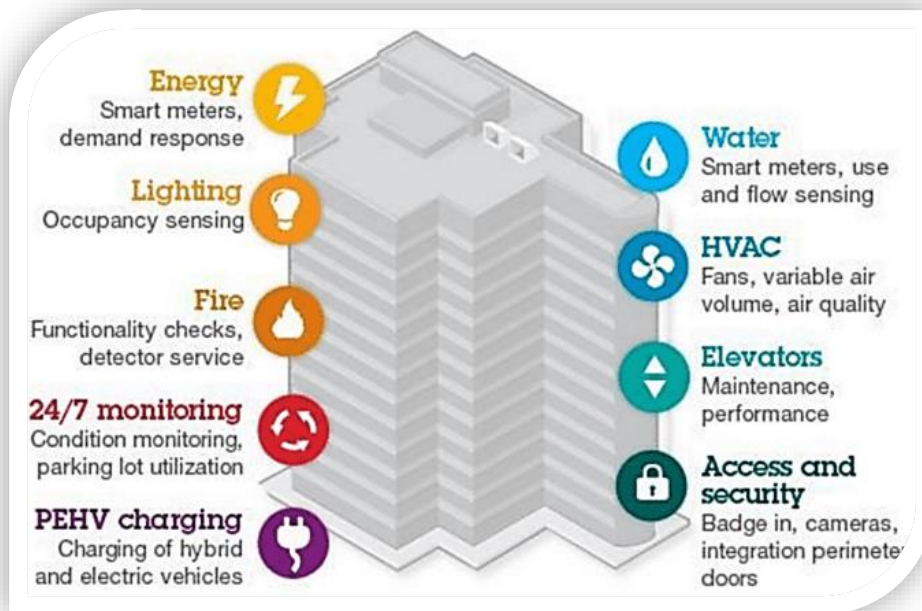 Energy
Smart meters,
demand response
Lighting
Occupancy sensing
Fire
Functionality checks,
detector service
24/7 monitoring
Condition monitoring,
parking lot utilization
PEHV charging
Charging of hybrid
and electric vehicles
Water
Smart meters, use
and flow sensing
HVAC
Fans, variable air
volume, air quality
Elevators
Maintenance,
performance
Access and
security
Badge in, cameras,
integration perimeter
doors